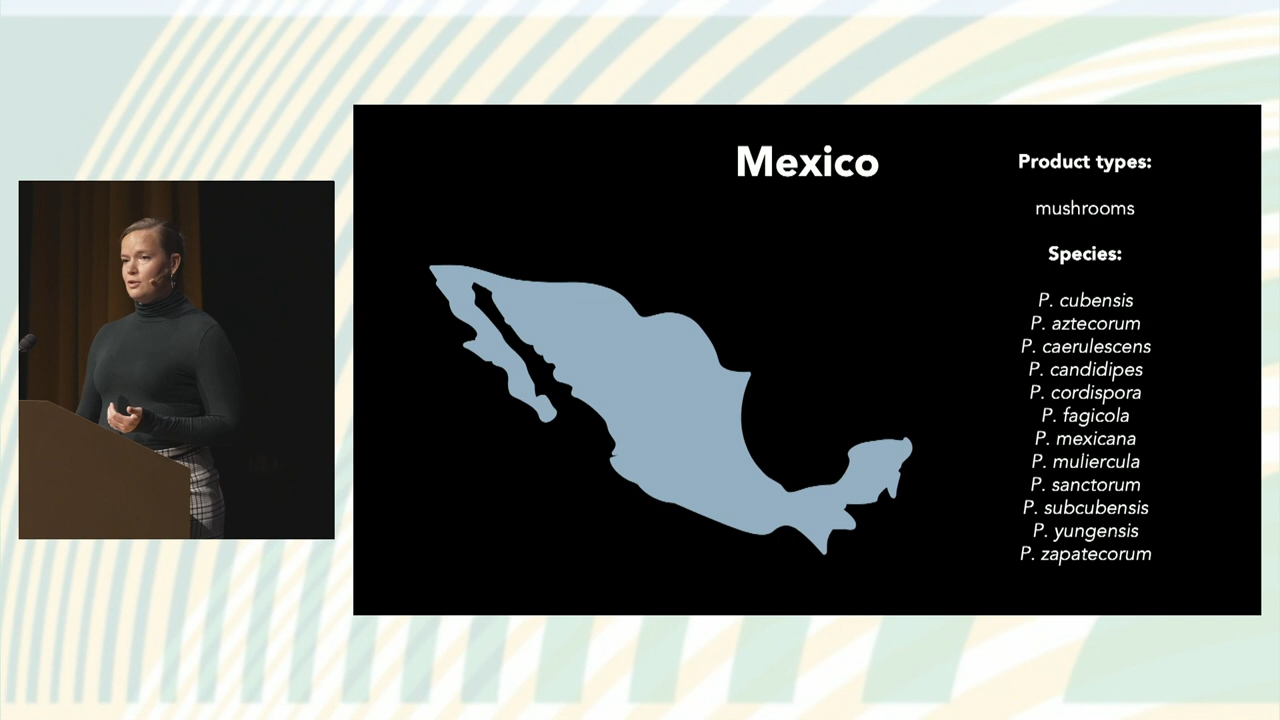 Mexico
Product types:
mushrooms
Species:
P. cubensis
P. aztecorum
P. caerulescens
P. candidipes
P. cordispora
P. fagicola
P. mexicana
P. muliercula
P. sanctorum
P. subcubensis
P. yungensis
P. zapatecorum